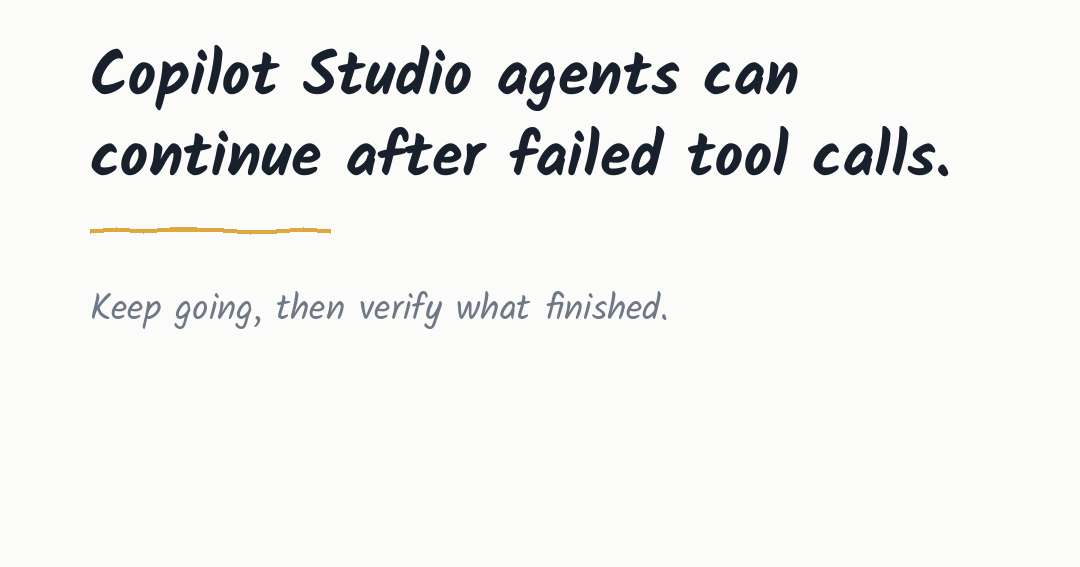 Copilot Studio agents can
continue after failed tool calls.
Keep going, then verify what finished.